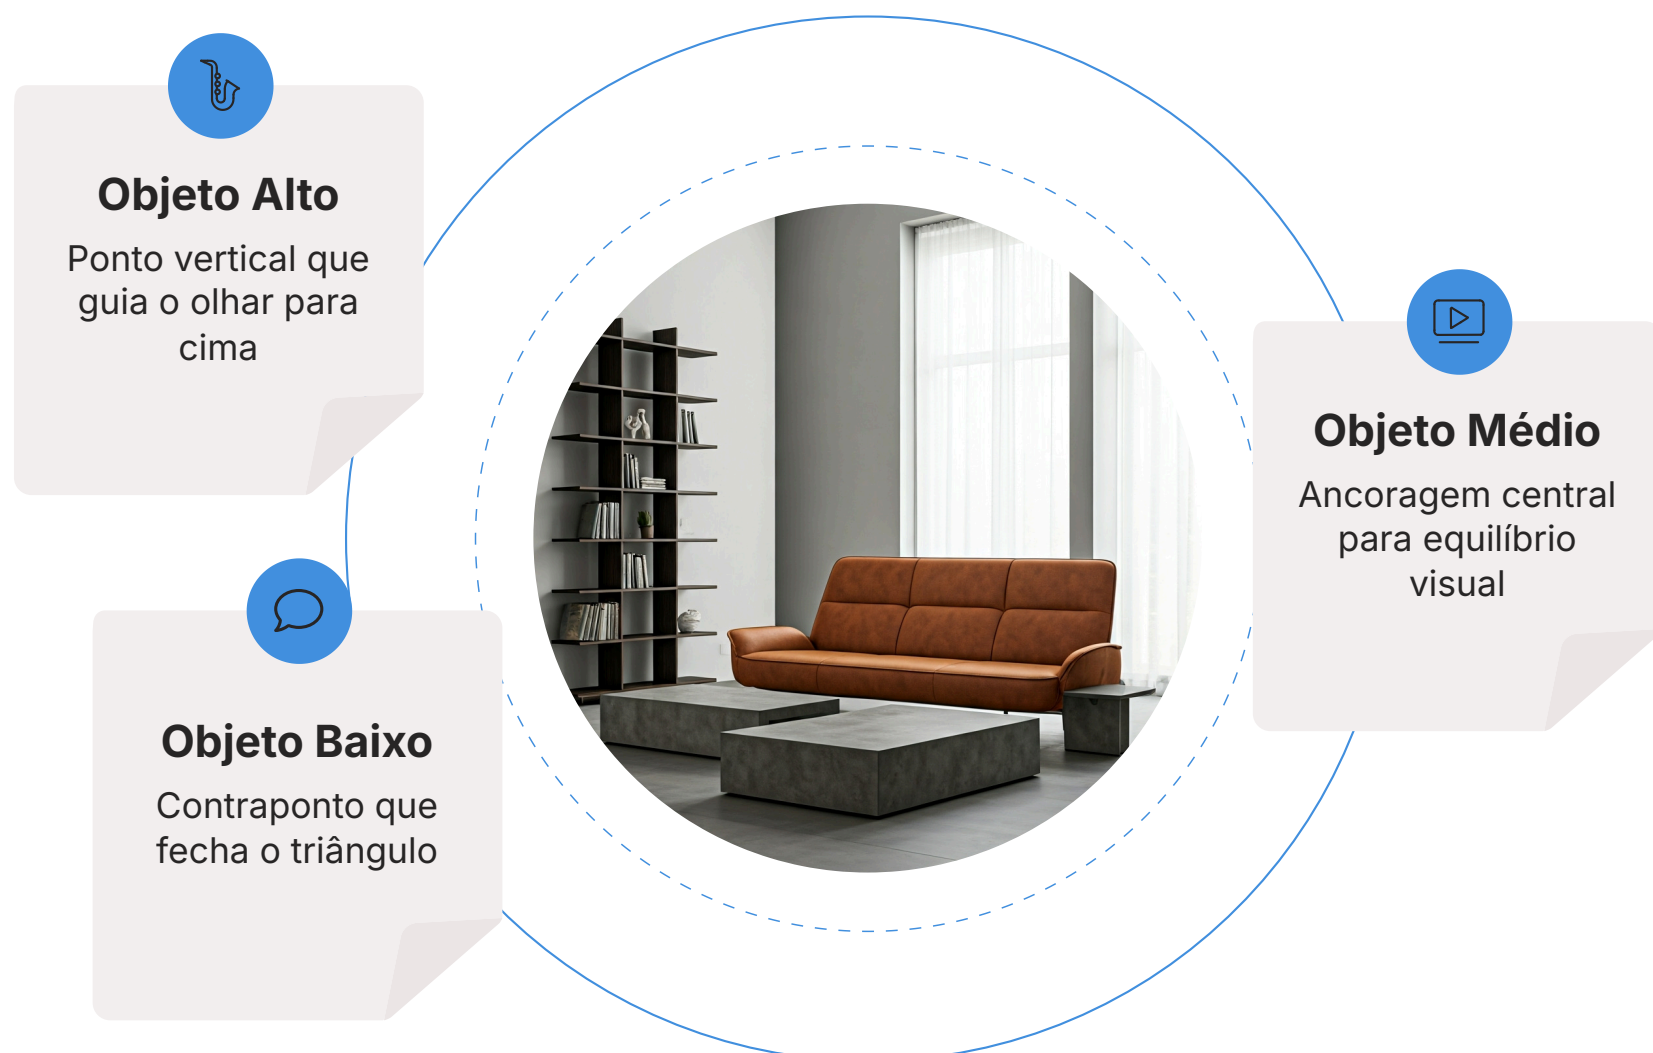 Objeto Alto
Ponto vertical que
guia o olhar para
cima
Objeto Médio
Ancoragem central
para equilíbrio
visual
Objeto Baixo
Contraponto que
fecha o triângulo